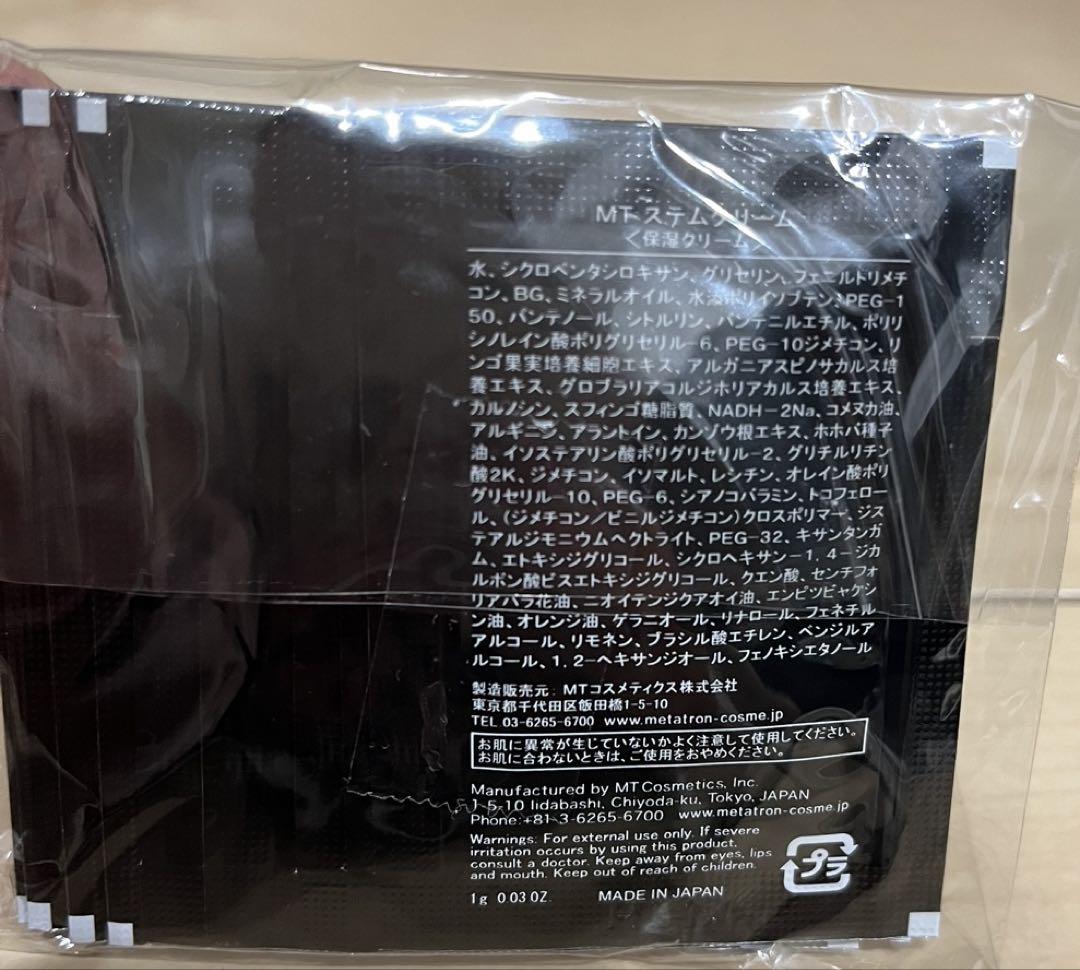 MT ステムクリーム
<保湿クリーム>
水、シクロペンタシロキサン、グリセリン、フェニルトリメチ
コン、BG、ミネラルオイル、水添ポリイソブテン、PEG-1
50、パンテノール、シトルリン、パンテニルエチル、ポリリ
シノレイン酸ポリグリセリル-6、PEG-10ジメチコン、リ
ンゴ果実培養細胞エキス、アルガニアスピノサカルス培
養エキス、グロブラリアコルジホリアカルス培養エキス、
カルノシン、スフィンゴ糖脂質、NADH-2Na、コメヌカ油、
アルギニン、アラントイン、カンゾウ根エキス、ホホバ種子
油、イソステアリン酸ポリグリセリル-2、グリチルリチン
酸2K、ジメチコン、イソマルト、レシチン、オレイン酸ポリ
グリセリル-10、PEG-6、シアノコバラミン、トコフェロー
ル、(ジメチコン/ビニルジメチコン)クロスポリマー、ジス
テアルジモニウムヘクトライト、PEG-32、キサンタンガ
ム、エトキシジグリコール、シクロヘキサン-1, 4-ジカ
ルボン酸ビスエトキシジグリコール、クエン酸、センチフォ
リアバラ花油、ニオイテンジクアオイ油、エンピツビャクシ
ン油、オレンジ油、ゲラニオール、リナロール、フェネチル
アルコール、リモネン、ブラシル酸エチレン、ベンジルア
ルコール、1, 2-ヘキサンジオール、フェノキシエタノール
製造販売元：MTコスメティクス株式会社
東京都千代田区飯田橋1-5-10
TEL 03-6265-6700 www.metatron-cosme.jp
お肌に異常が生じていないかよく注意して使用してください。
お肌に合わないときは、ご使用をおやめください。
Manufactured by MTCosmetics, Inc.
1-5-10 Iidabashi, Chiyoda-ku, Tokyo, JAPAN
Phone:+81-3-6265-6700 www.metatron-cosme.jp
Warnings: For external use only. If severe
irritation occurs by using this product,
consult a doctor. Keep away from eyes, lips
and mouth. Keep out of reach of children.
プラ
1g 0.03 OZ. MADE IN JAPAN